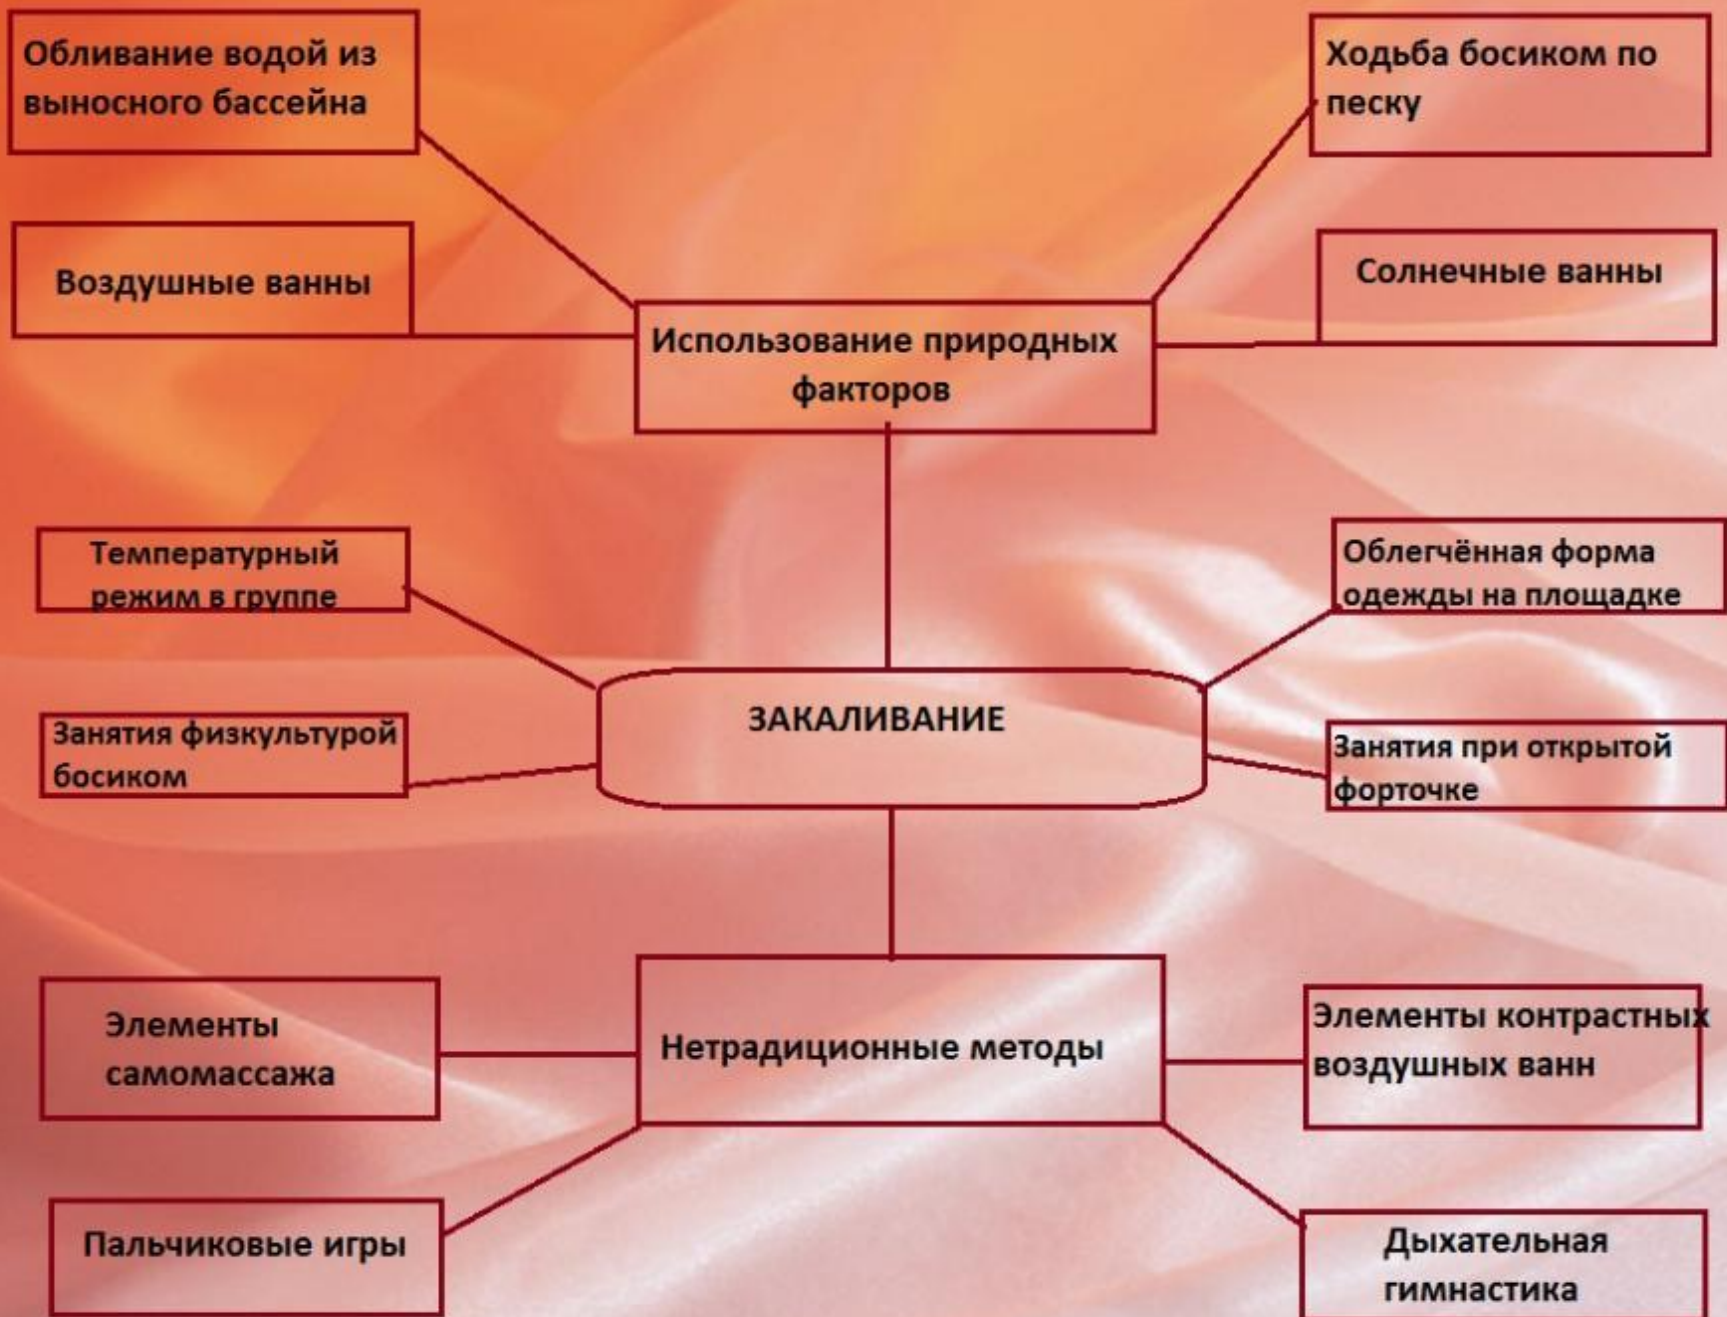 Обливание водой из
выносного бассейна
Ходьба босиком по
песку
Воздушные ванны
Солнечные ванны
Использование природных
факторов
Температурный
режим в группе
Облегчённая форма
одежды на площадке
ЗАКАЛИВАНИЕ
Занятия физкультурой
босиком
Занятия при открытой
форточке
Элементы
самомассажа
Нетрадиционные методы
Элементы контрастных
воздушных ванн
Пальчиковые игры
Дыхательная
гимнастика